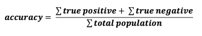 accuracy = (∑ true positive + ∑ true negative) / ∑ total population